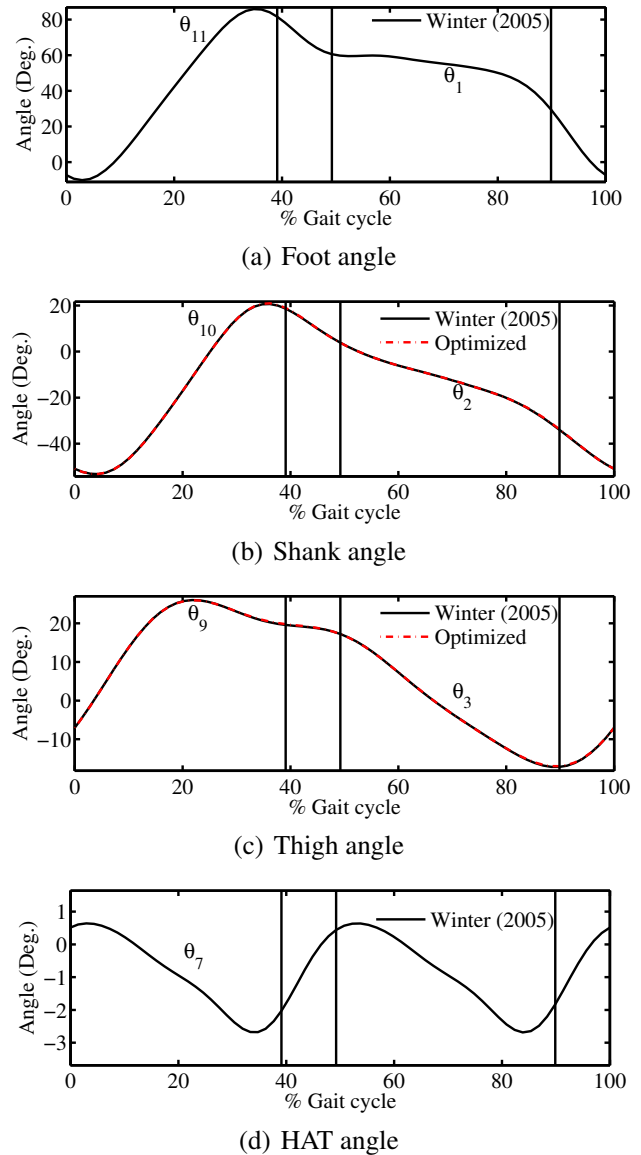 80
60
40
20
0
Angle (Deg.)
θ11
θ1
Winter (2005)
0 20 40 60 80 100
% Gait cycle
(a) Foot angle
20
0
−20
−40
Angle (Deg.)
θ10
θ2
Winter (2005)
Optimized
0 20 40 60 80 100
% Gait cycle
(b) Shank angle
20
10
0
−10
Angle (Deg.)
θ9
θ3
Winter (2005)
Optimized
0 20 40 60 80 100
% Gait cycle
(c) Thigh angle
1
0
−1
−2
−3
Angle (Deg.)
θ7
Winter (2005)
0 20 40 60 80 100
% Gait cycle
(d) HAT angle